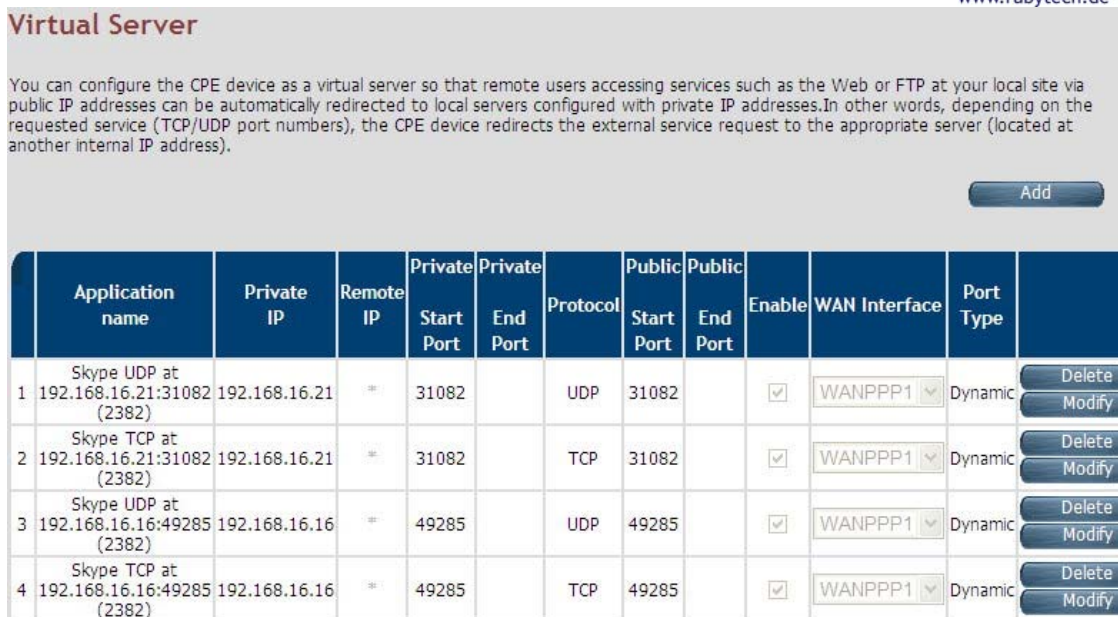 Virtual Server
You can configure the CPE device as a virtual server so that remote users accessing services such as the Web or FTP at your local site via
public IP addresses can be automatically redirected to local servers configured with private IP addresses.In other words, depending on the
requested service (TCP/UDP port numbers), the CPE device redirects the external service request to the appropriate server (located at
another internal IP address).
Add
Application name Private IP Remote IP Private Start Port Private End Port Protocol Public Start Port Public End Port Enable WAN Interface Port Type
1 Skype UDP at 192.168.16.21:31082 (2382) 192.168.16.21 * 31082 UDP 31082 WANPPP1 Dynamic Delete Modify
2 Skype TCP at 192.168.16.21:31082 (2382) 192.168.16.21 * 31082 TCP 31082 WANPPP1 Dynamic Delete Modify
3 Skype UDP at 192.168.16.16:49285 (2382) 192.168.16.16 * 49285 UDP 49285 WANPPP1 Dynamic Delete Modify
4 Skype TCP at 192.168.16.16:49285 (2382) 192.168.16.16 * 49285 TCP 49285 WANPPP1 Dynamic Delete Modify